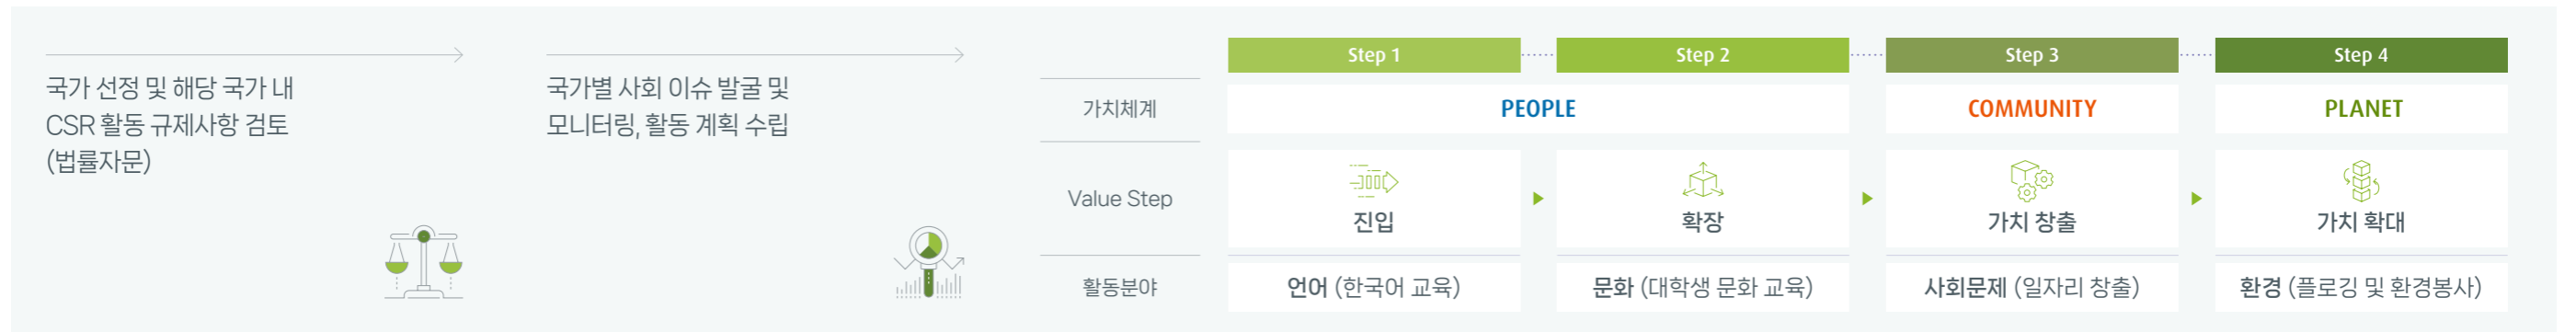 국가 선정 및 해당 국가 내
CSR 활동 규제사항 검토
(법률자문)
국가별 사회 이슈 발굴 및
모니터링, 활동 계획 수립
Step 1
Step 2
Step 3
Step 4
가치체계
PEOPLE
COMMUNITY
PLANET
Value Step
진입
확장
가치 창출
가치 확대
활동분야
언어 (한국어 교육)
문화 (대학생 문화 교육)
사회문제 (일자리 창출)
환경 (플로깅 및 환경봉사)